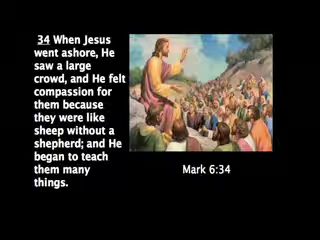 34 When Jesus
went ashore, He
saw a large
crowd, and He felt
compassion for
them because
they were like
sheep without a
shepherd; and He
began to teach
them many
things.
Mark 6:34